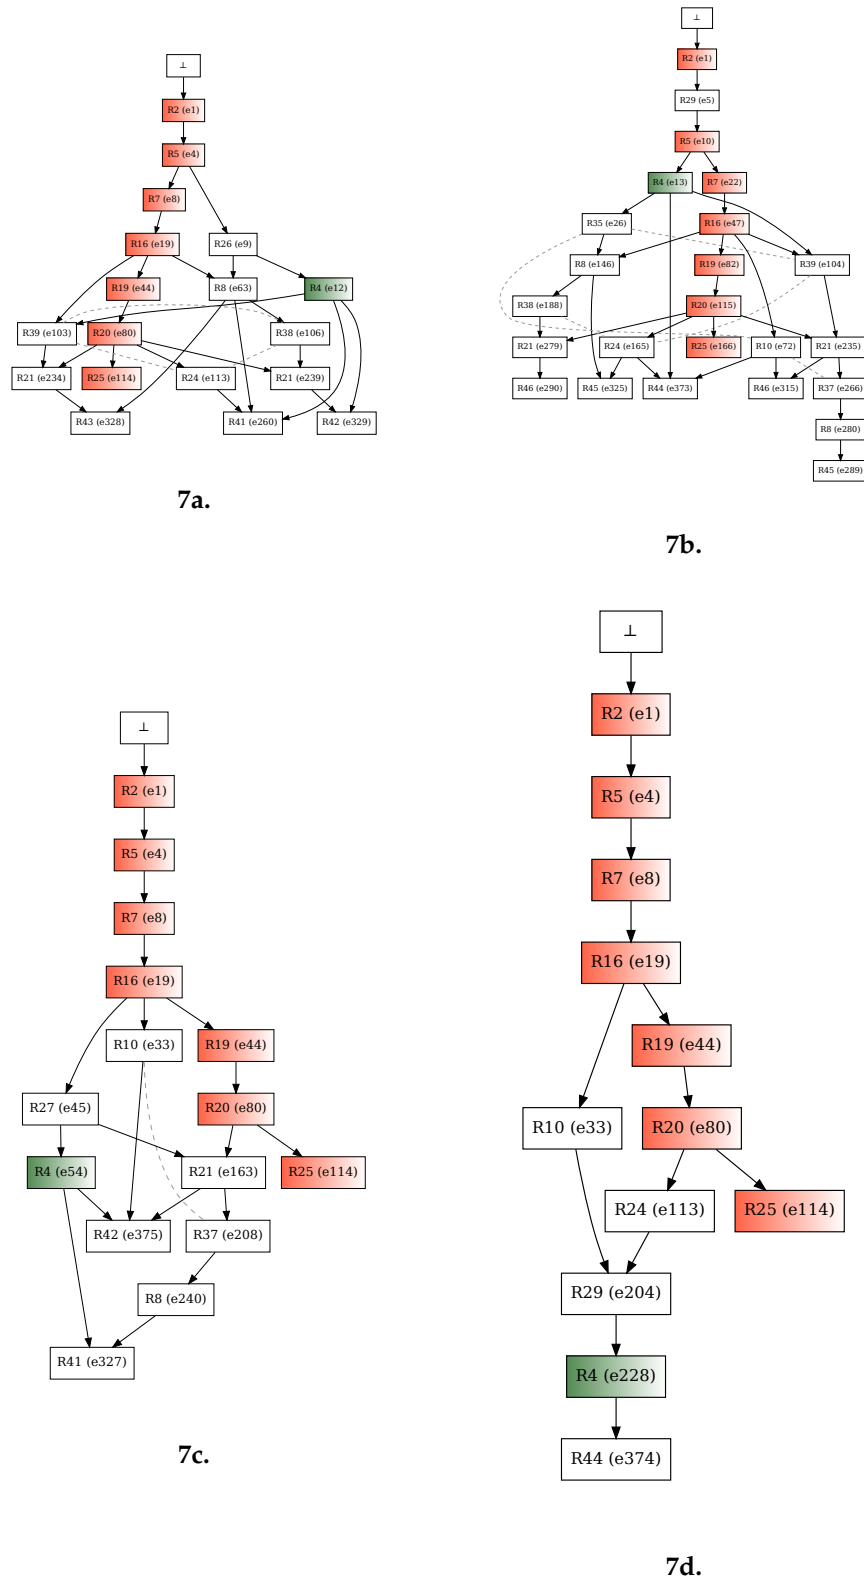 ⊥
R2 (e1)
R5 (e4)
R7 (e8)
R16 (e19)
R26 (e9)
R19 (e44)
R8 (e63)
R4 (e12)
R39 (e103)
R20 (e80)
R38 (e106)
R21 (e234)
R25 (e114)
R24 (e113)
R21 (e239)
R43 (e328)
R41 (e260)
R42 (e329)
7a.
⊥
R2 (e1)
R29 (e5)
R5 (e10)
R4 (e13)
R7 (e22)
R35 (e26)
R16 (e47)
R8 (e146)
R19 (e82)
R39 (e104)
R38 (e188)
R20 (e115)
R21 (e279)
R24 (e165)
R25 (e166)
R10 (e72)
R21 (e235)
R46 (e290)
R45 (e325)
R44 (e373)
R46 (e315)
R37 (e266)
R8 (e280)
R45 (e289)
7b.
⊥
R2 (e1)
R5 (e4)
R7 (e8)
R16 (e19)
R10 (e33)
R19 (e44)
R27 (e45)
R20 (e80)
R4 (e54)
R21 (e163)
R25 (e114)
R42 (e375)
R37 (e208)
R8 (e240)
R41 (e327)
7c.
⊥
R2 (e1)
R5 (e4)
R7 (e8)
R16 (e19)
R19 (e44)
R10 (e33)
R20 (e80)
R24 (e113)
R25 (e114)
R29 (e204)
R4 (e228)
R44 (e374)
7d.